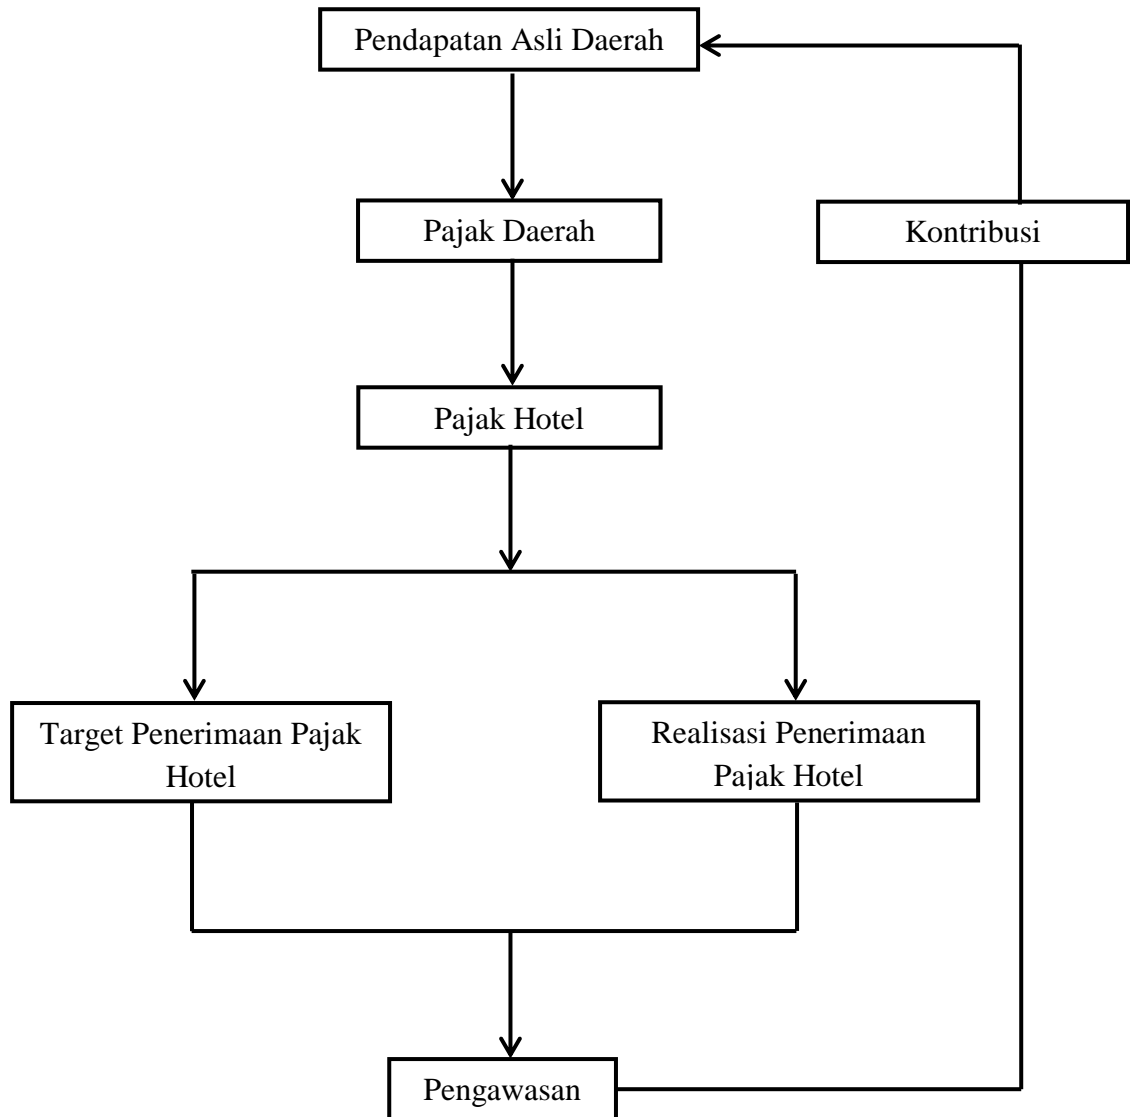 Pendapatan Asli Daerah
Pajak Daerah
Kontribusi
Pajak Hotel
Target Penerimaan Pajak
Hotel
Realisasi Penerimaan
Pajak Hotel
Pengawasan